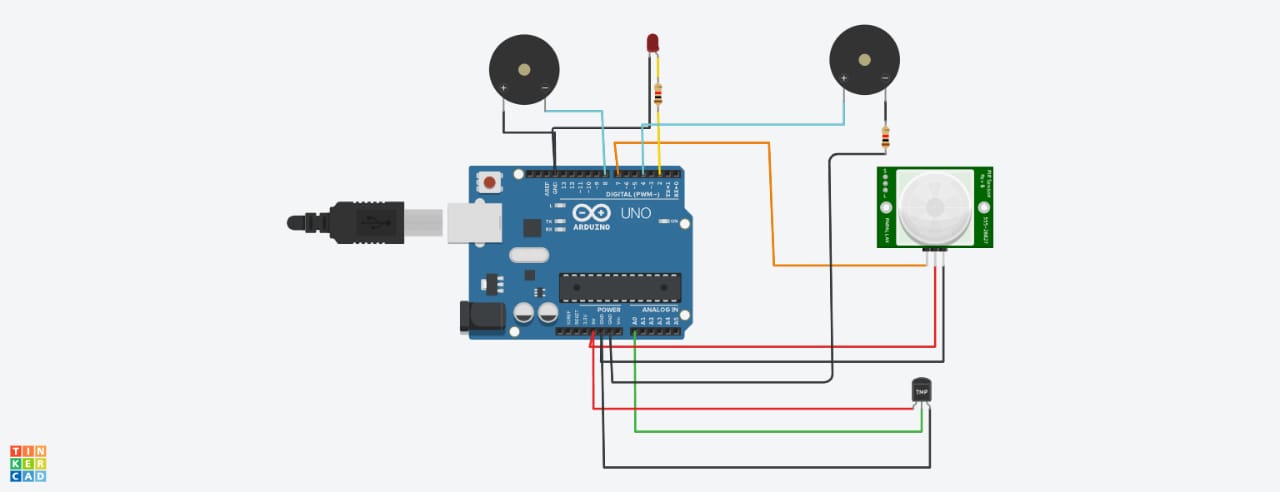 +
−
+
−
AREF
GND
13
12
~11
~10
~9
8
7
~6
~5
4
~3
2
TX→1
RX←0
DIGITAL (PWM~)
L
TX
RX
UNO
ON
ARDUINO
PIR Sensor
Rev B
555-28027
PARALLAX
POWER
ANALOG IN
IOREF
RESET
3.3V
5V
GND
GND
Vin
A0
A1
A2
A3
A4
A5
TMP
TIN
KER
CAD